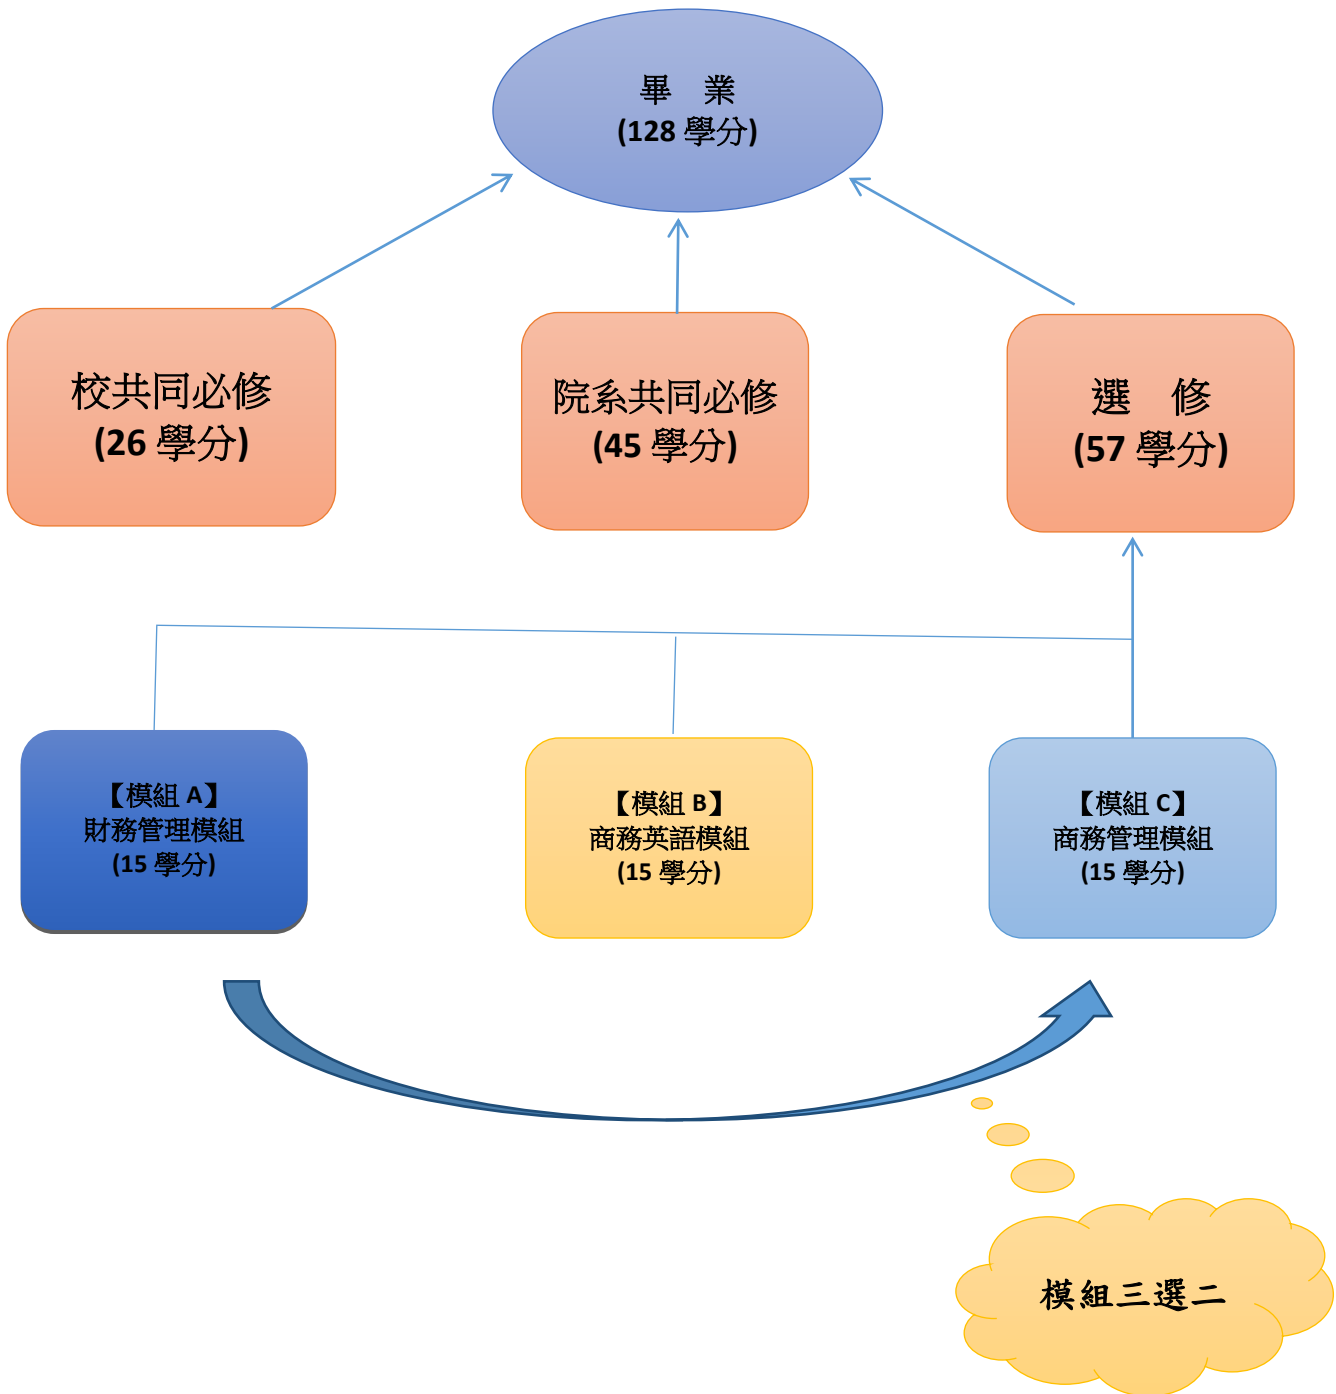 畢　業
(128 學分)
校共同必修
(26 學分)
院系共同必修
(45 學分)
選　修
(57 學分)
【模組 A】
財務管理模組
(15 學分)
【模組 B】
商務英語模組
(15 學分)
【模組 C】
商務管理模組
(15 學分)
模組三選二